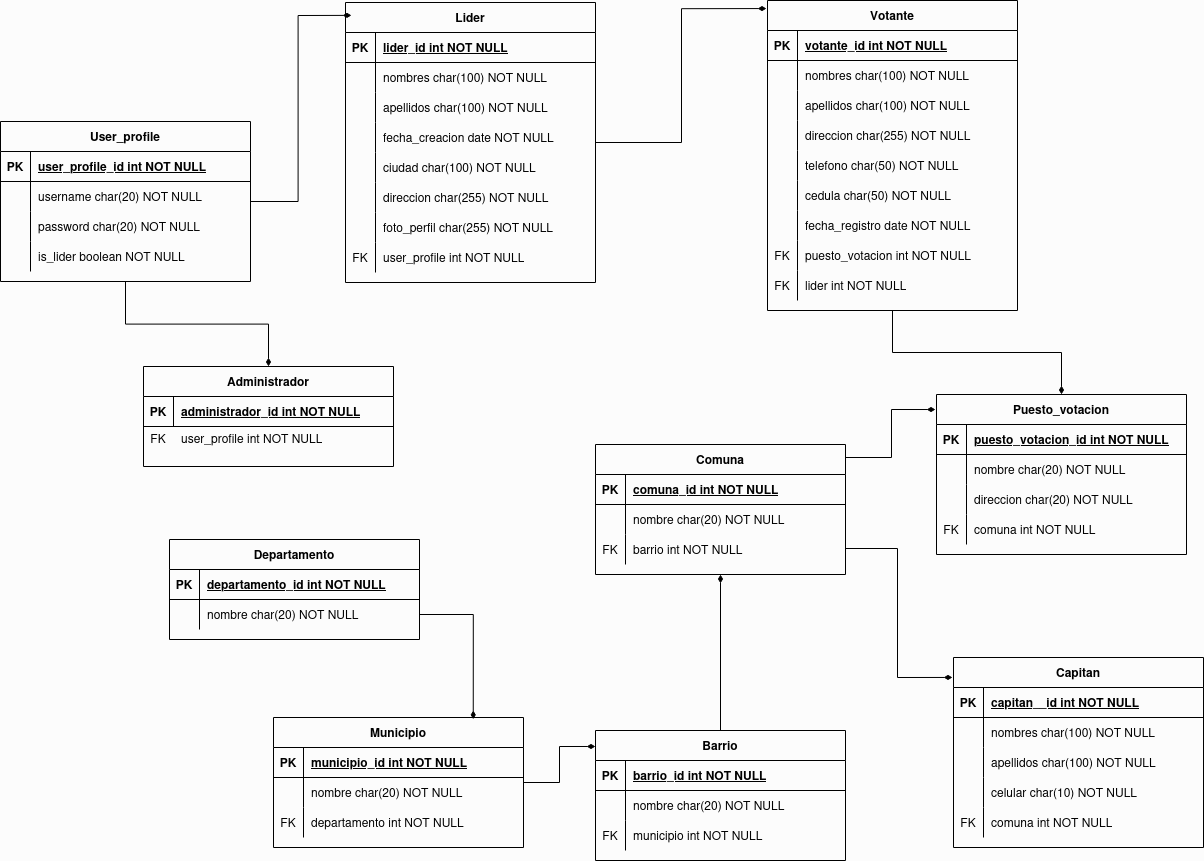 User_profile
PK user_profile_id int NOT NULL
username char(20) NOT NULL
password char(20) NOT NULL
is_lider boolean NOT NULL
Lider
PK lider_id int NOT NULL
nombres char(100) NOT NULL
apellidos char(100) NOT NULL
fecha_creacion date NOT NULL
ciudad char(100) NOT NULL
direccion char(255) NOT NULL
foto_perfil char(255) NOT NULL
FK user_profile int NOT NULL
Votante
PK votante_id int NOT NULL
nombres char(100) NOT NULL
apellidos char(100) NOT NULL
direccion char(255) NOT NULL
telefono char(50) NOT NULL
cedula char(50) NOT NULL
fecha_registro date NOT NULL
FK puesto_votacion int NOT NULL
FK lider int NOT NULL
Administrador
PK administrador_id int NOT NULL
FK user_profile int NOT NULL
Comuna
PK comuna_id int NOT NULL
nombre char(20) NOT NULL
FK barrio int NOT NULL
Puesto_votacion
PK puesto_votacion_id int NOT NULL
nombre char(20) NOT NULL
direccion char(20) NOT NULL
FK comuna int NOT NULL
Departamento
PK departamento_id int NOT NULL
nombre char(20) NOT NULL
Municipio
PK municipio_id int NOT NULL
nombre char(20) NOT NULL
FK departamento int NOT NULL
Barrio
PK barrio_id int NOT NULL
nombre char(20) NOT NULL
FK municipio int NOT NULL
Capitan
PK capitan__id int NOT NULL
nombres char(100) NOT NULL
apellidos char(100) NOT NULL
celular char(10) NOT NULL
FK comuna int NOT NULL